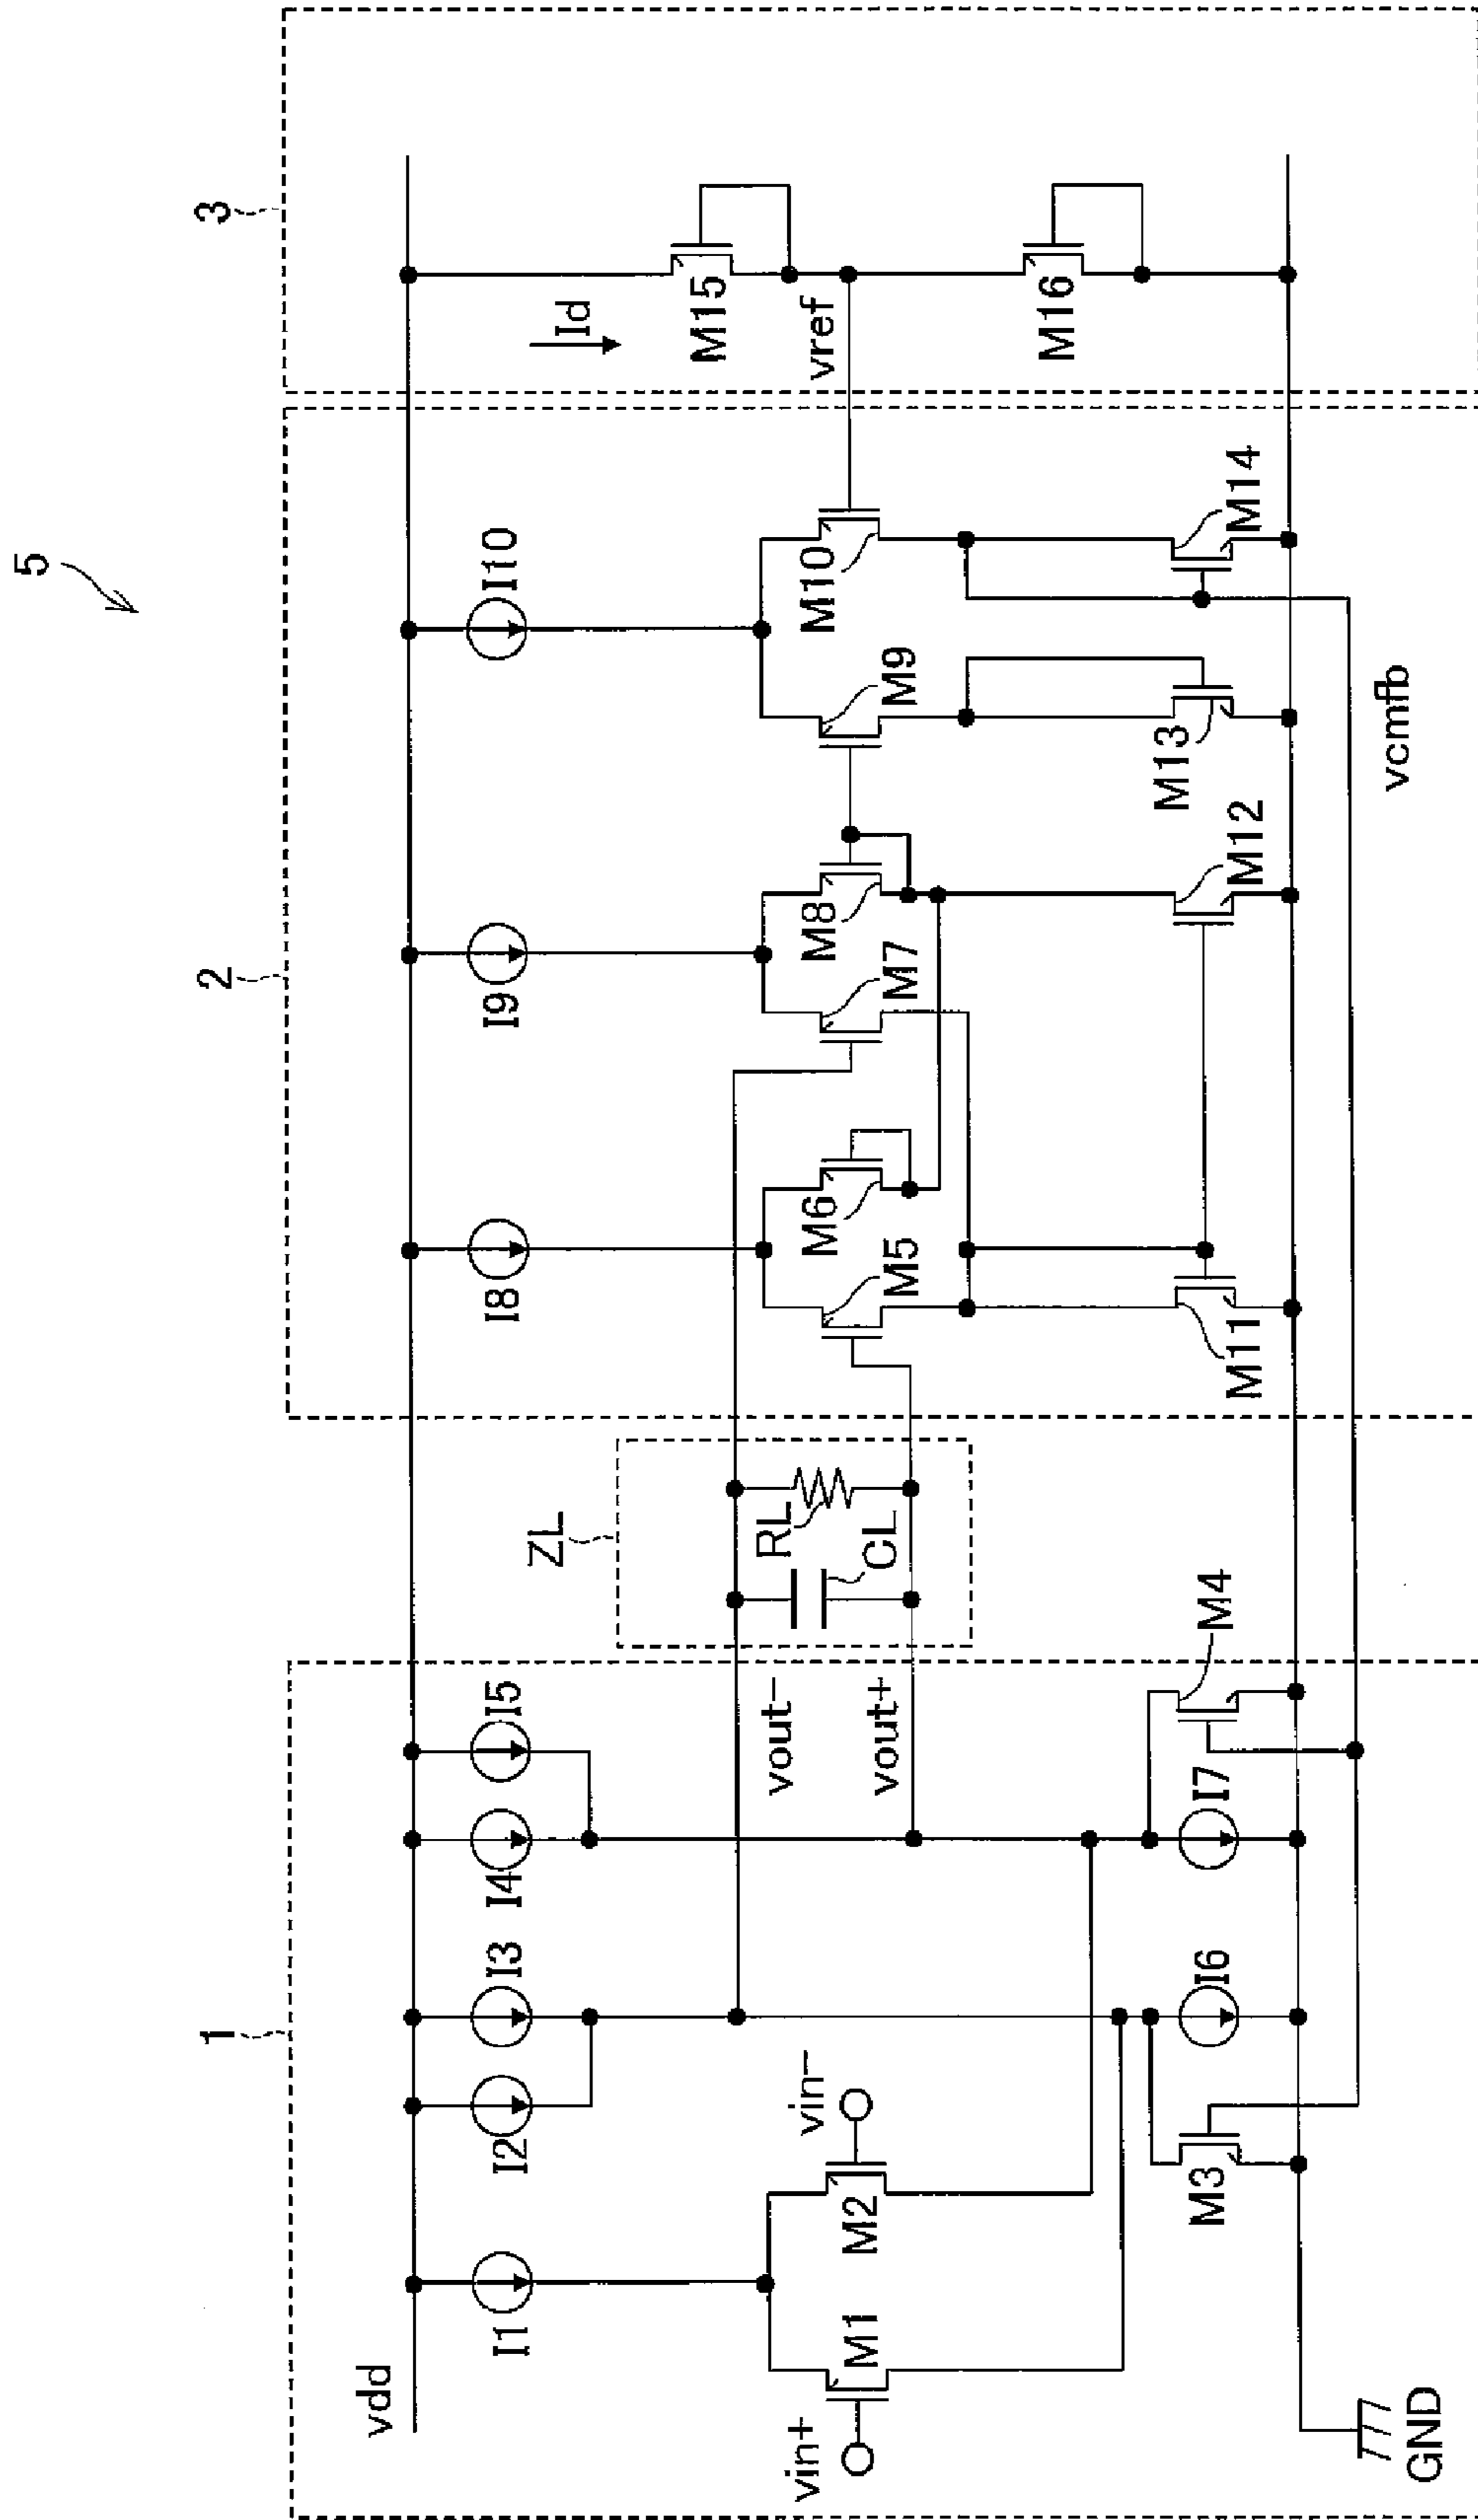 5
1
2
3
ZL
vdd
I1
I2
I3
I4
I5
I8
I9
I10
Id
vin+
M1
M2
vin−
vout−
vout+
RL
CL
M5
M6
M7
M8
M9
M10
vref
M15
M16
M3
I6
I7
M4
M11
M12
M13
M14
vcmfb
GND